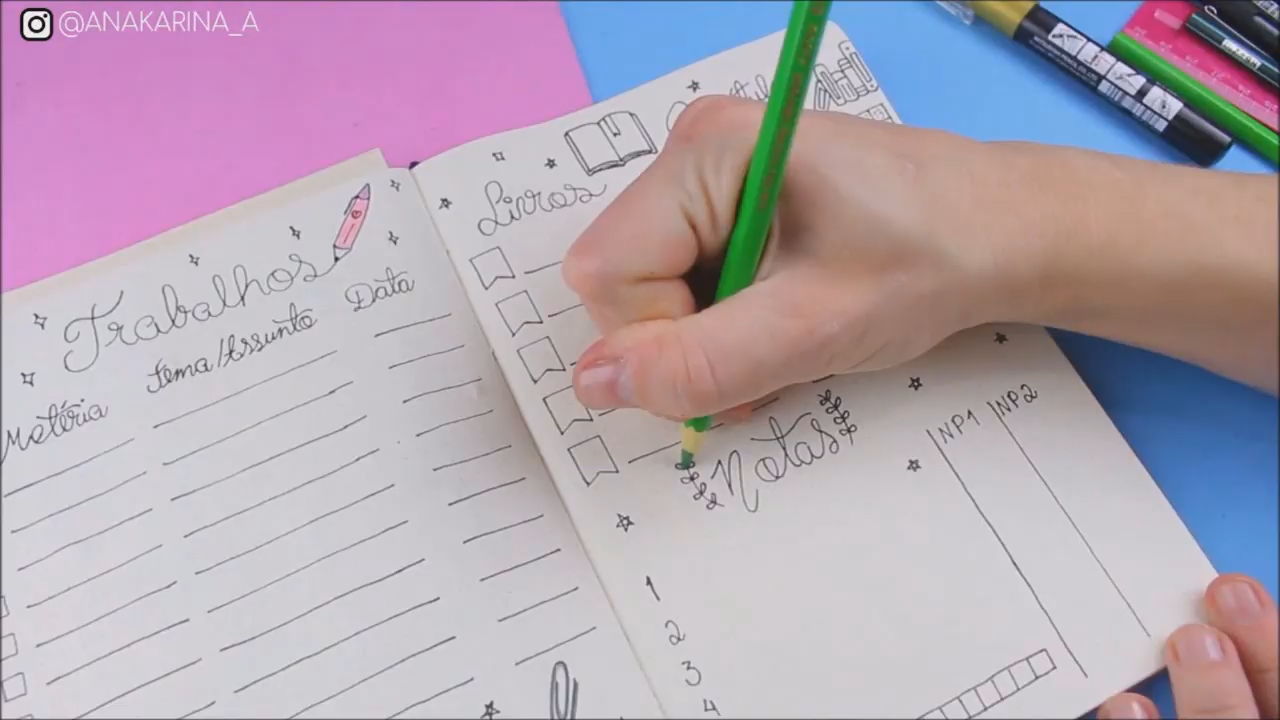 @ANAKARINA_A
Trabalhos
Matéria Tema/Assunto Data
Livros
Notas
NP1 NP2
1
2
3
4